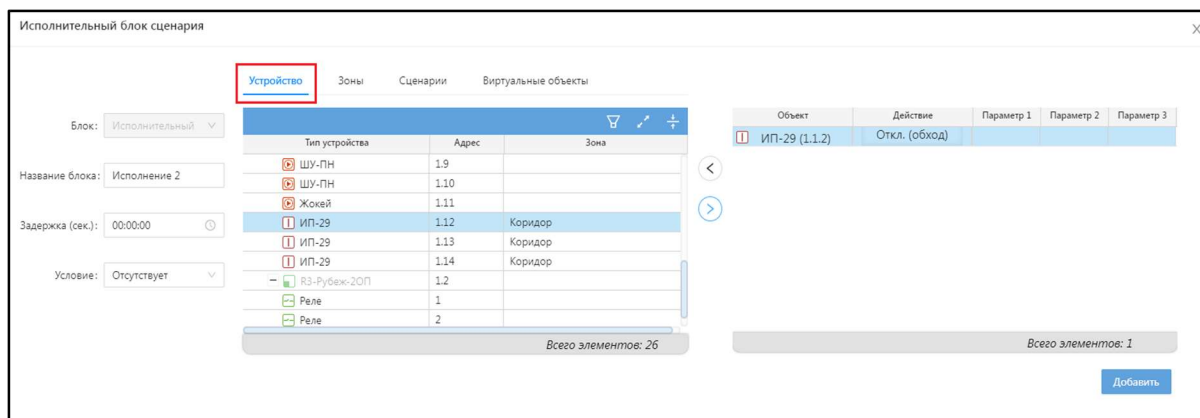 Исполнительный блок сценария
X
Устройство Зоны Сценарии Виртуальные объекты
Блок: Исполнительный
Название блока: Исполнение 2
Задержка (сек.): 00:00:00
Условие: Отсутствует
Тип устройства Адрес Зона
ШУ-ПН 1.9
ШУ-ПН 1.10
Жокей 1.11
ИП-29 1.12 Коридор
ИП-29 1.13 Коридор
ИП-29 1.14 Коридор
R3-Рубеж-2ОП 1.2
Реле 1
Реле 2
Всего элементов: 26
Объект Действие Параметр 1 Параметр 2 Параметр 3
ИП-29 (1.1.2) Откл. (обход)
Всего элементов: 1
Добавить